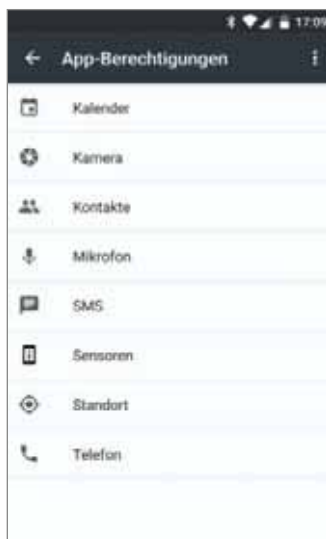 17:09
App-Berechtigungen
Kalender
Kamera
Kontakte
Mikrofon
SMS
Sensoren
Standort
Telefon